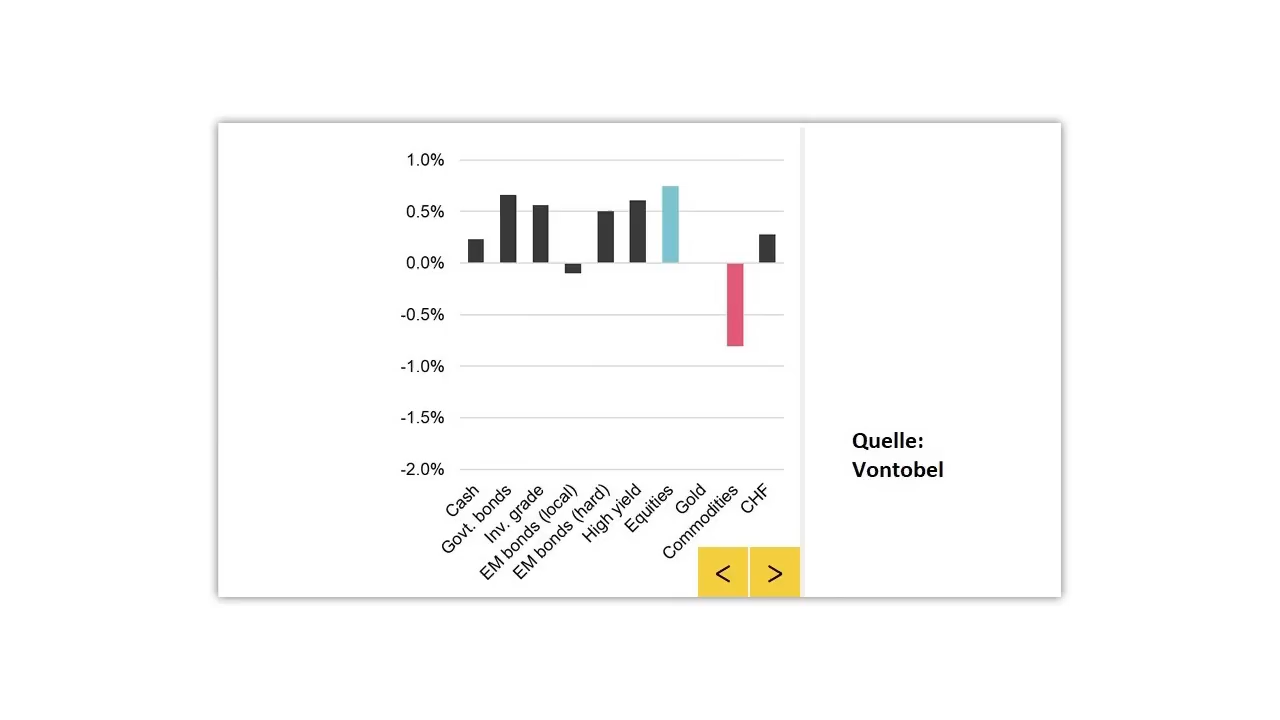 1.0%
0.5%
0.0%
-0.5%
-1.0%
-1.5%
-2.0%
Cash
Govt. bonds
Inv. grade
EM bonds (local)
EM bonds (hard)
High yield
Equities
Gold
Commodities
CHF
< >
Quelle:
Vontobel